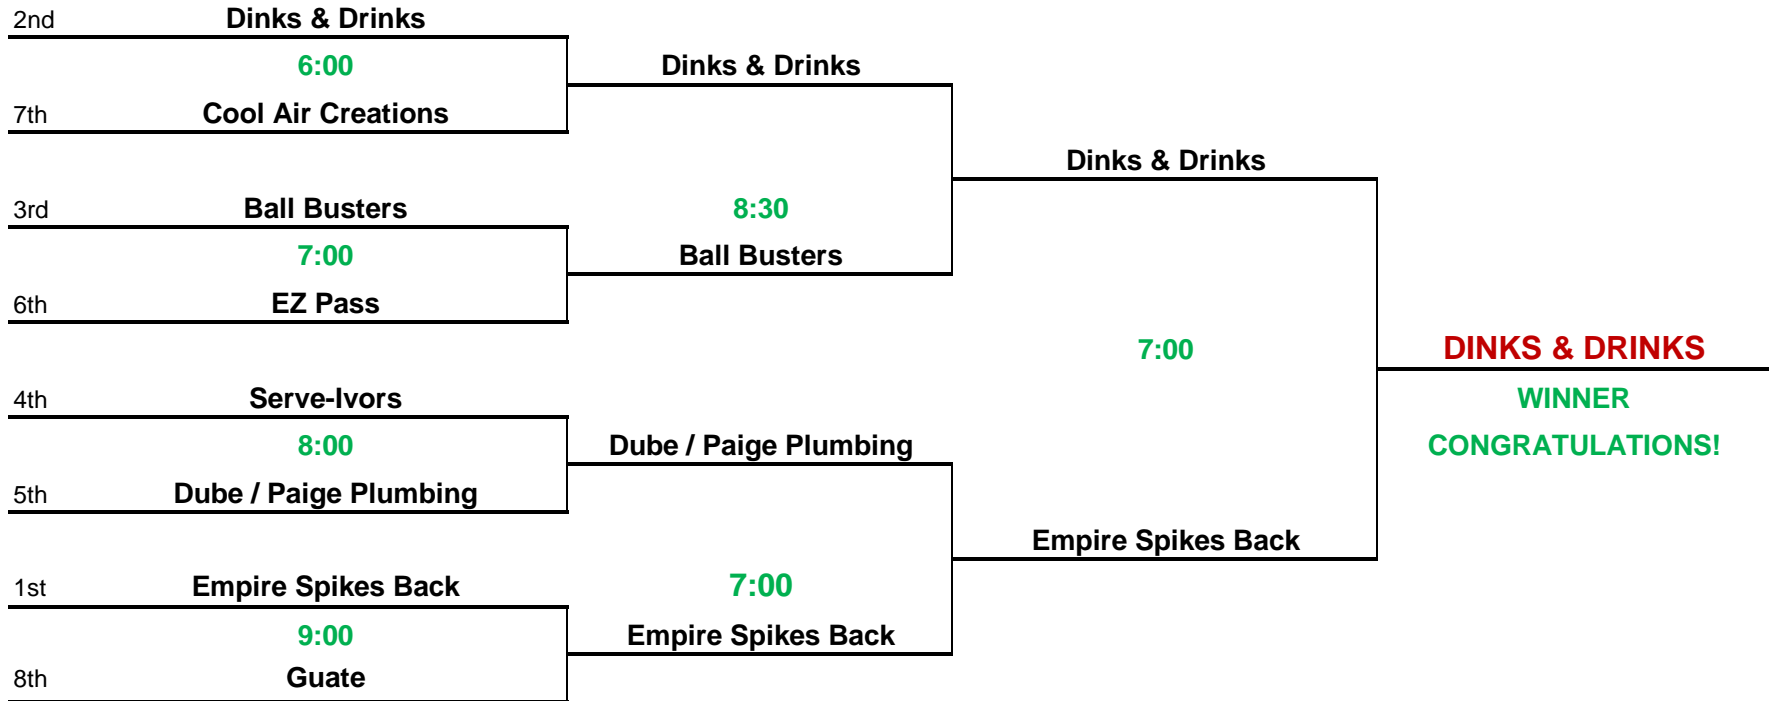 2nd Dinks & Drinks
6:00 Dinks & Drinks
7th Cool Air Creations
Dinks & Drinks
3rd Ball Busters 8:30
7:00 Ball Busters
6th EZ Pass
7:00 DINKS & DRINKS
4th Serve-Ivors WINNER
8:00 Dube / Paige Plumbing CONGRATULATIONS!
5th Dube / Paige Plumbing
Empire Spikes Back
1st Empire Spikes Back 7:00
9:00 Empire Spikes Back
8th Guate